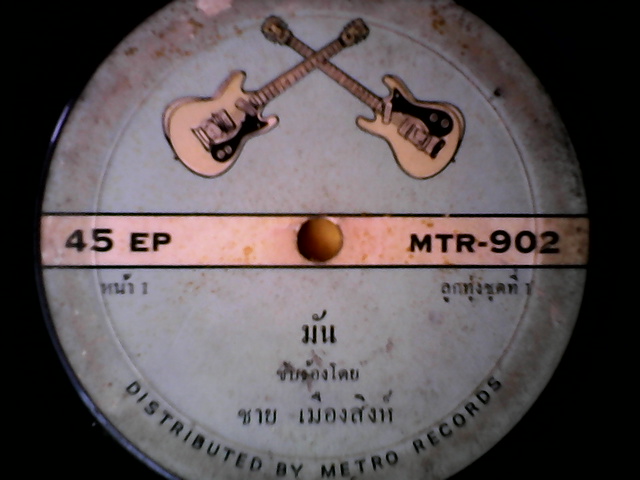 45 EP
MTR-902
หน้า 1
ลูกทุ่งชุดที่ 1
มัน
ขับร้องโดย
ชาย เมืองสิงห์
DISTRIBUTED BY METRO RECORDS